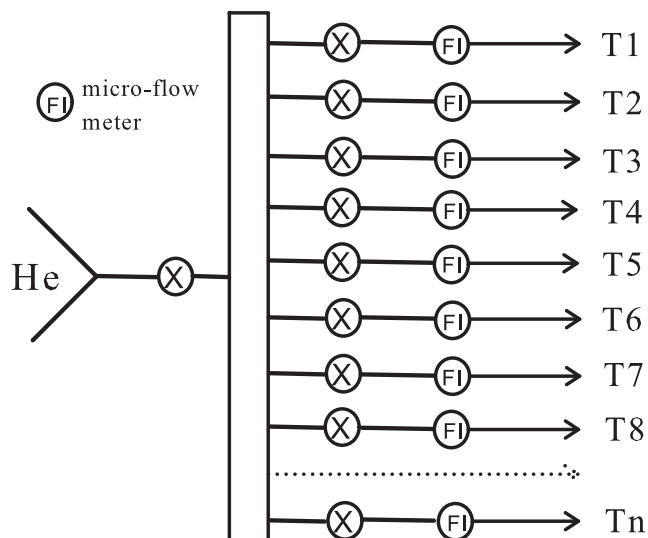 X FI T1
FI micro-flow
meter
X FI T2
X FI T3
X FI T4
He X X FI T5
X FI T6
X FI T7
X FI T8
X FI Tn